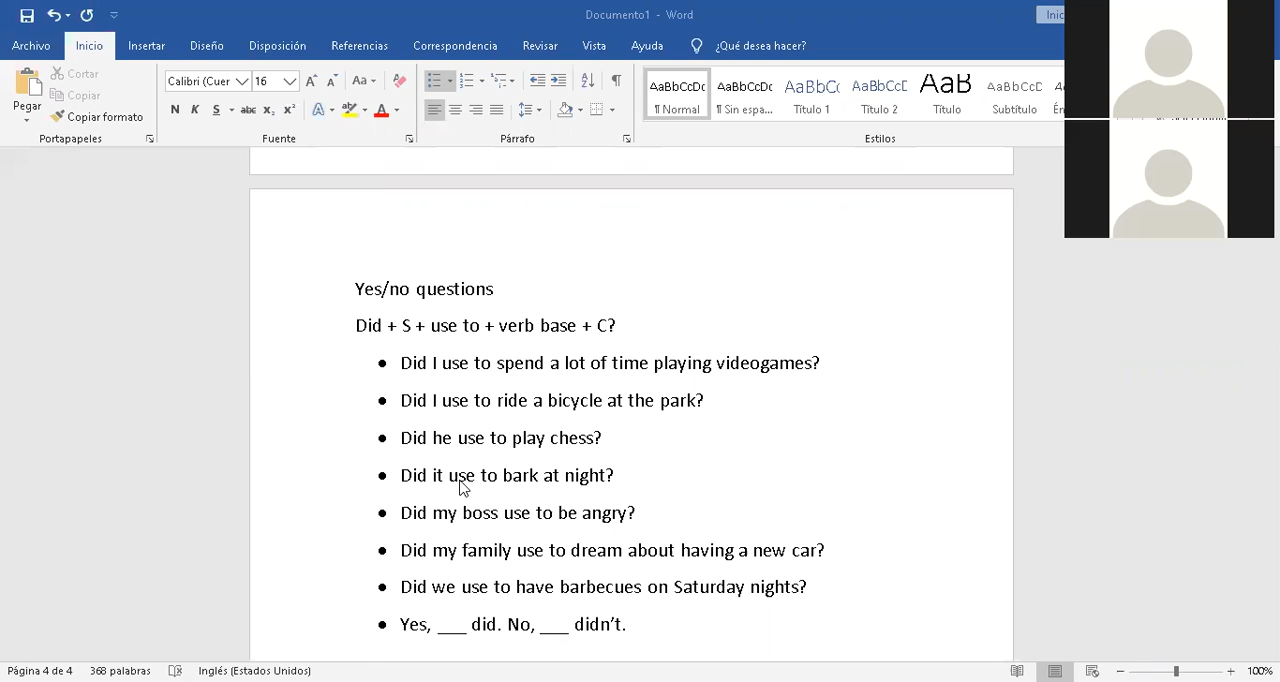 Documento1 - Word
Inic
Archivo Inicio Insertar Diseño Disposición Referencias Correspondencia Revisar Vista Ayuda ¿Qué desea hacer?
Pegar
Cortar
Copiar
Copiar formato
Portapapeles
Calibri (Cuer 16
Aa
N K S abc x₂ x²
A A
Fuente
Párrafo
AaBbCcDc AaBbCcDc AaBbCc AaBbCcD AaB AaBbCcD
¶ Normal ¶ Sin espa... Título 1 Título 2 Título Subtítulo
Estilos
Yes/no questions
Did + S + use to + verb base + C?
• Did I use to spend a lot of time playing videogames?
• Did I use to ride a bicycle at the park?
• Did he use to play chess?
• Did it use to bark at night?
• Did my boss use to be angry?
• Did my family use to dream about having a new car?
• Did we use to have barbecues on Saturday nights?
• Yes, ___ did. No, ___ didn’t.
Página 4 de 4 368 palabras Inglés (Estados Unidos) 100%